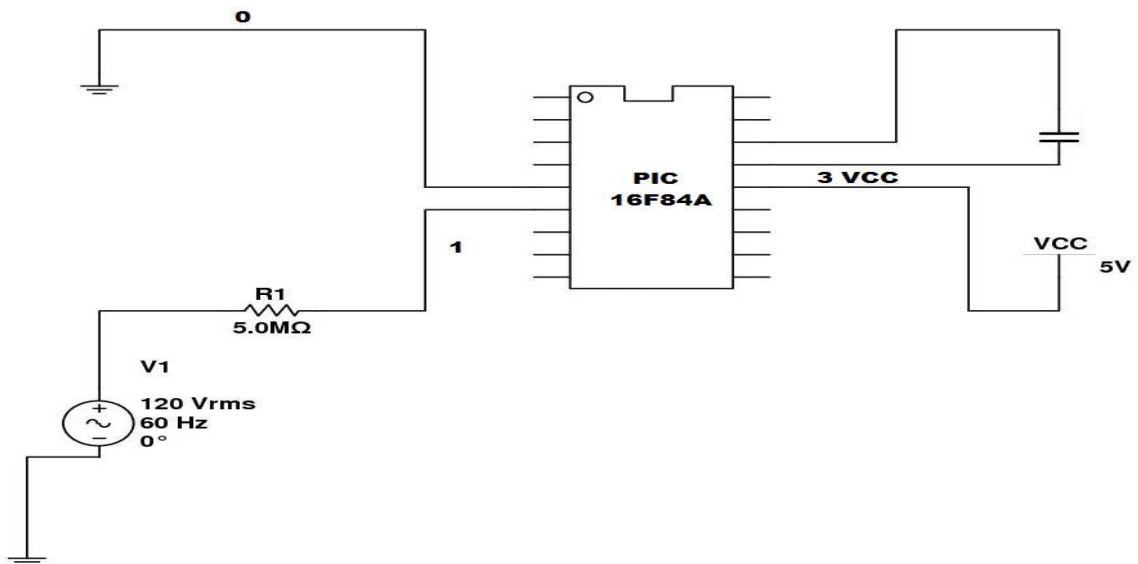 0
PIC
16F84A
3 VCC
1
VCC
5V
R1
5.0MΩ
V1
120 Vrms
60 Hz
0°